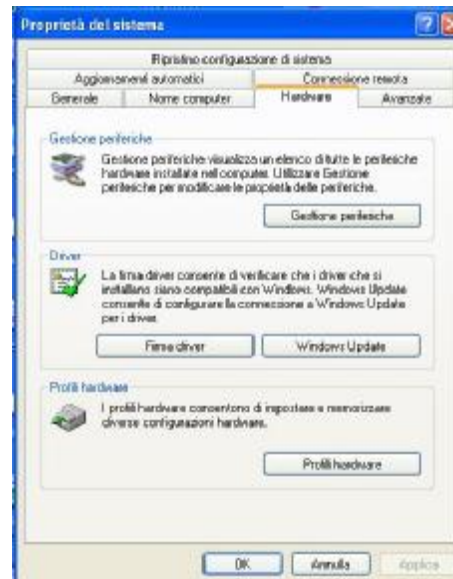 Proprietà del sistema
Ripristino configurazione di sistema
Aggiornamenti automatici Connessione remota
Generale Nome computer Hardware Avanzate
Gestione periferiche
Gestione periferiche visualizza un elenco di tutte le periferiche
hardware installate nel computer. Utilizzare Gestione
periferiche per modificare le proprietà delle periferiche.
Gestione periferiche
Driver
La firma driver consente di verificare che i driver che si
installano siano compatibili con Windows. Windows Update
consente di configurare la connessione a Windows Update
per i driver.
Firma driver Windows Update
Profili hardware
I profili hardware consentono di impostare e memorizzare
diverse configurazioni hardware.
Profili hardware
OK Annulla Applica